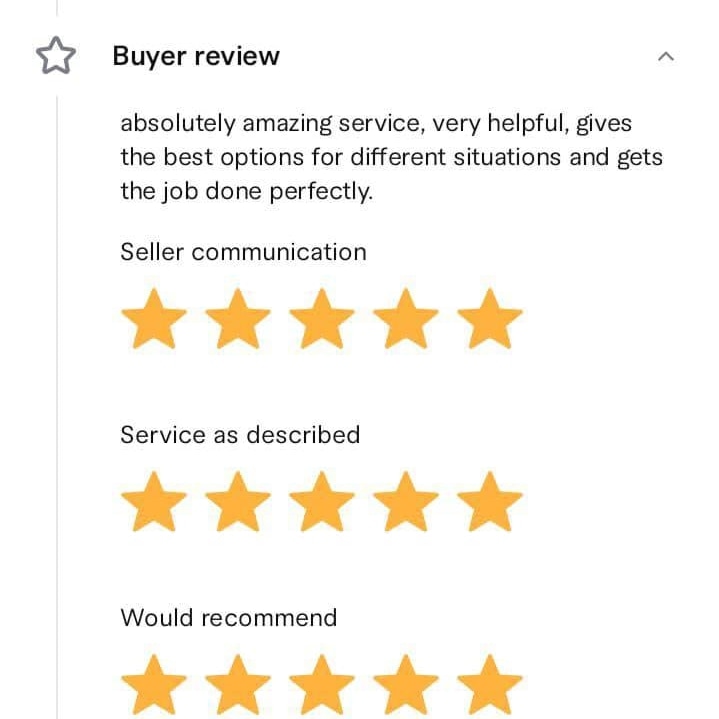 Buyer review
absolutely amazing service, very helpful, gives
the best options for different situations and gets
the job done perfectly.
Seller communication
Service as described
Would recommend